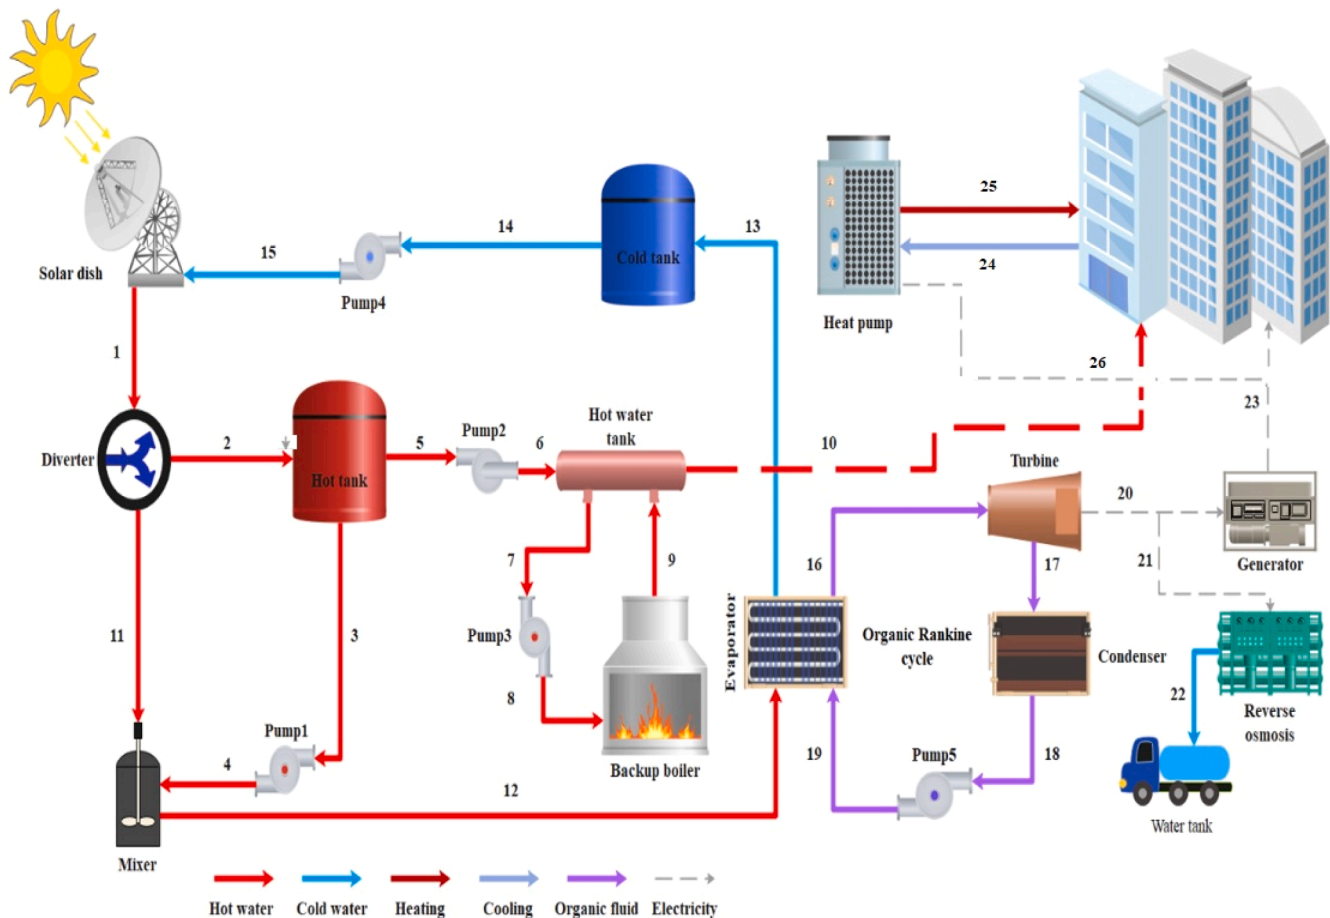 25
14
13
15
Cold tank
24
Solar dish
Pump4
Heat pump
1
26
23
Hot water
tank
Pump2
2
5
6
10
Diverter
Hot tank
Turbine
20
7
9
16
17
21
Generator
11
3
Pump3
Evaporator
Organic Rankine
cycle
Condenser
8
22
Reverse
osmosis
Pump1
4
Backup boiler
19
Pump5
18
12
Water tank
Mixer
Hot water
Cold water
Heating
Cooling
Organic fluid
Electricity